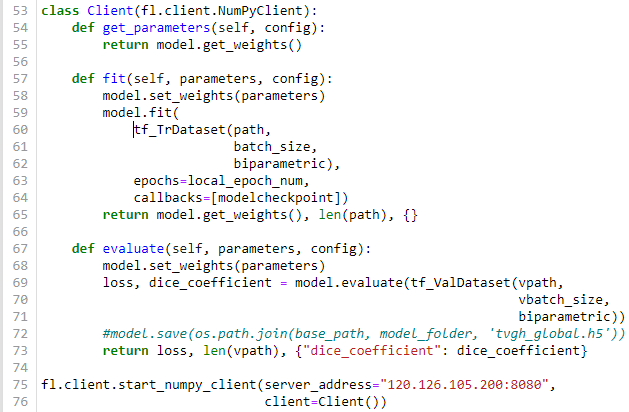 53 class Client(fl.client.NumPyClient):
54     def get_parameters(self, config):
55         return model.get_weights()
56
57     def fit(self, parameters, config):
58         model.set_weights(parameters)
59         model.fit(
60             tf_TrDataset(path,
61                          batch_size,
62                          biparametric),
63             epochs=local_epoch_num,
64             callbacks=[modelcheckpoint])
65         return model.get_weights(), len(path), {}
66
67     def evaluate(self, parameters, config):
68         model.set_weights(parameters)
69         loss, dice_coefficient = model.evaluate(tf_ValDataset(vpath,
70                                                               vbatch_size,
71                                                               biparametric))
72         #model.save(os.path.join(base_path, model_folder, 'tvgh_global.h5'))
73         return loss, len(vpath), {"dice_coefficient": dice_coefficient}
74
75 fl.client.start_numpy_client(server_address="120.126.105.200:8080",
76                              client=Client())